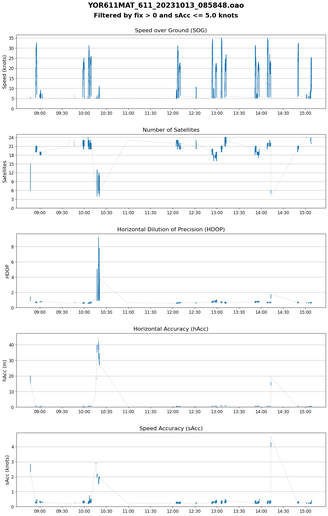 YOR611MAT_611_20231013_085848.oao
Filtered by fix > 0 and sAcc <= 5.0 knots
Speed over Ground (SOG)
Speed (knots)
35
30
25
20
15
10
5
0
09:00 09:30 10:00 10:30 11:00 11:30 12:00 12:30 13:00 13:30 14:00 14:30 15:00
Number of Satellites
Satellites
24
21
18
15
12
9
6
3
0
09:00 09:30 10:00 10:30 11:00 11:30 12:00 12:30 13:00 13:30 14:00 14:30 15:00
Horizontal Dilution of Precision (HDOP)
HDOP
8
6
4
2
0
09:00 09:30 10:00 10:30 11:00 11:30 12:00 12:30 13:00 13:30 14:00 14:30 15:00
Horizontal Accuracy (hAcc)
hAcc (m)
40
30
20
10
0
09:00 09:30 10:00 10:30 11:00 11:30 12:00 12:30 13:00 13:30 14:00 14:30 15:00
Speed Accuracy (sAcc)
sAcc (knots)
4
3
2
1
0
09:00 09:30 10:00 10:30 11:00 11:30 12:00 12:30 13:00 13:30 14:00 14:30 15:00